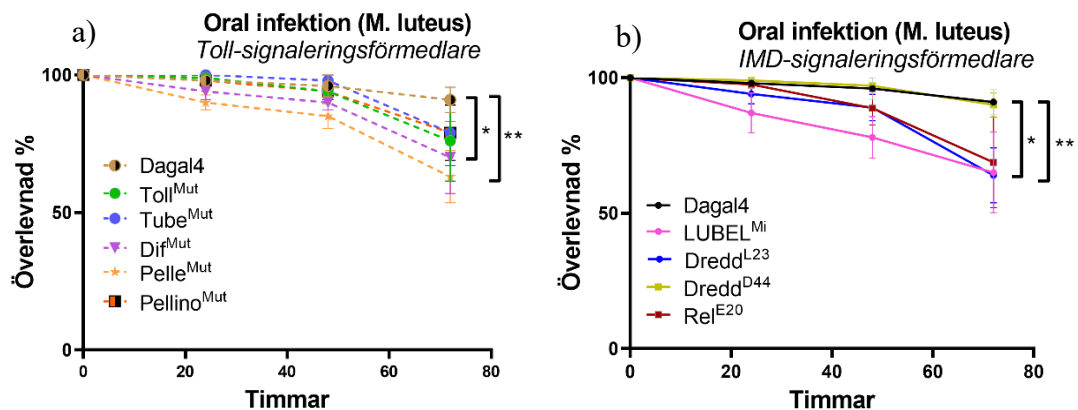 a)
Oral infektion (M. luteus)
Toll-signaleringsförmedlare
100
50
0
Överlevnad %
0 20 40 60 80
Timmar
Dagal4
Toll^Mut
Tube^Mut
Dif^Mut
Pelle^Mut
Pellino^Mut
* **
b)
Oral infektion (M. luteus)
IMD-signaleringsförmedlare
100
50
0
Överlevnad %
0 20 40 60 80
Timmar
Dagal4
LUBEL^Mi
Dredd^L23
Dredd^D44
Rel^E20
* **